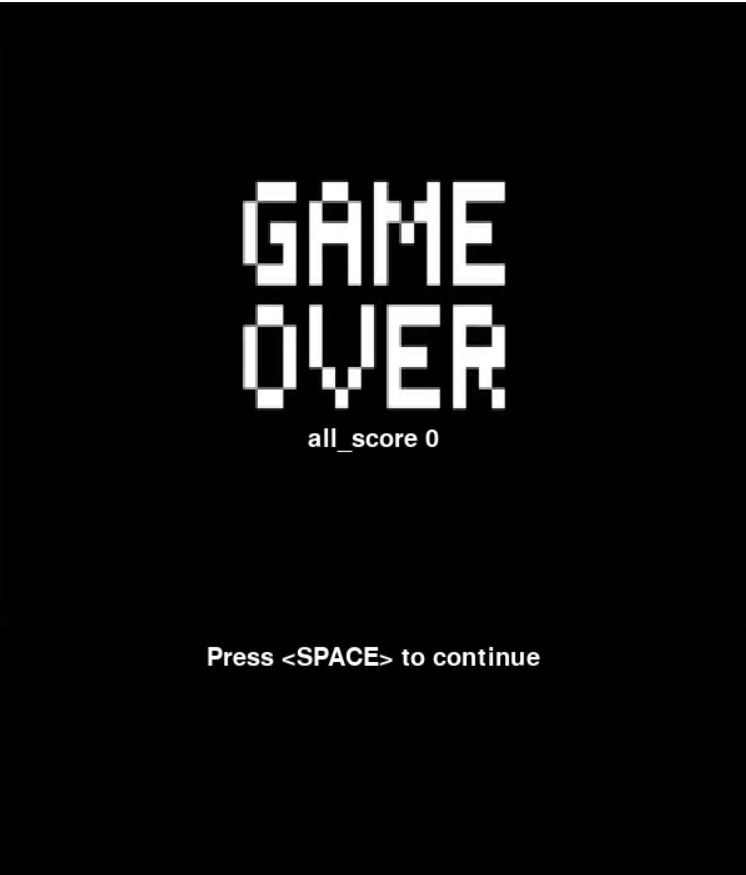 GAME
OVER
all_score 0
Press <SPACE> to continue